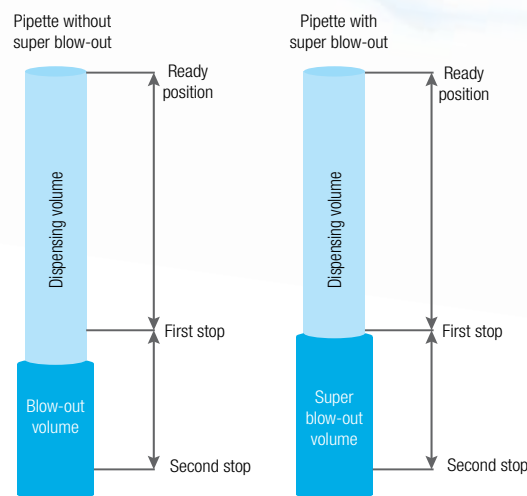 Pipette without
super blow-out
Ready
position
Dispensing volume
First stop
Blow-out
volume
Second stop
Pipette with
super blow-out
Ready
position
Dispensing volume
First stop
Super
blow-out
volume
Second stop